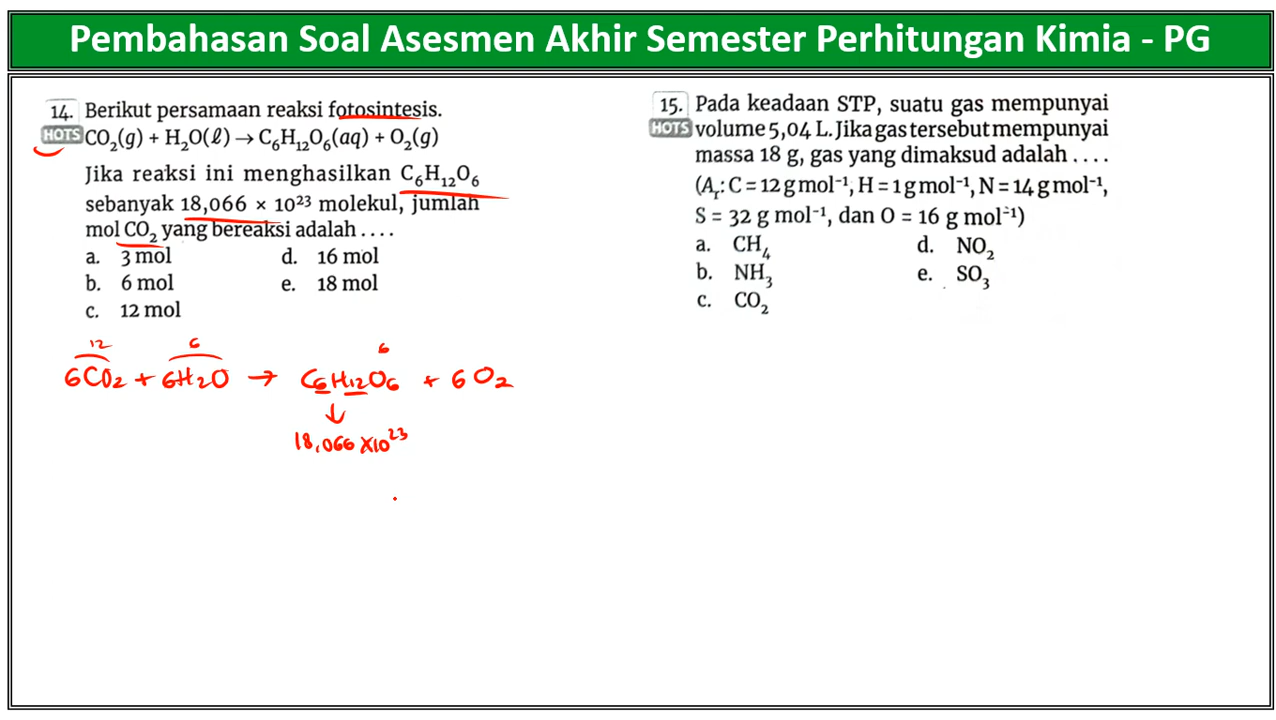 Pembahasan Soal Asesmen Akhir Semester Perhitungan Kimia - PG
14. Berikut persamaan reaksi fotosintesis.
HOTS CO₂(g) + H₂O(ℓ) → C₆H₁₂O₆(aq) + O₂(g)
Jika reaksi ini menghasilkan C₆H₁₂O₆
sebanyak 18,066 × 10²³ molekul, jumlah
mol CO₂ yang bereaksi adalah . . . .
a. 3 mol d. 16 mol
b. 6 mol e. 18 mol
c. 12 mol
12 6 6
6CO₂ + 6H₂O → C₆H₁₂O₆ + 6O₂
↓
18,066 × 10²³
15. Pada keadaan STP, suatu gas mempunyai
HOTS volume 5,04 L. Jika gas tersebut mempunyai
massa 18 g, gas yang dimaksud adalah . . . .
(Aᵣ: C = 12 g mol⁻¹, H = 1 g mol⁻¹, N = 14 g mol⁻¹,
S = 32 g mol⁻¹, dan O = 16 g mol⁻¹)
a. CH₄ d. NO₂
b. NH₃ e. SO₃
c. CO₂